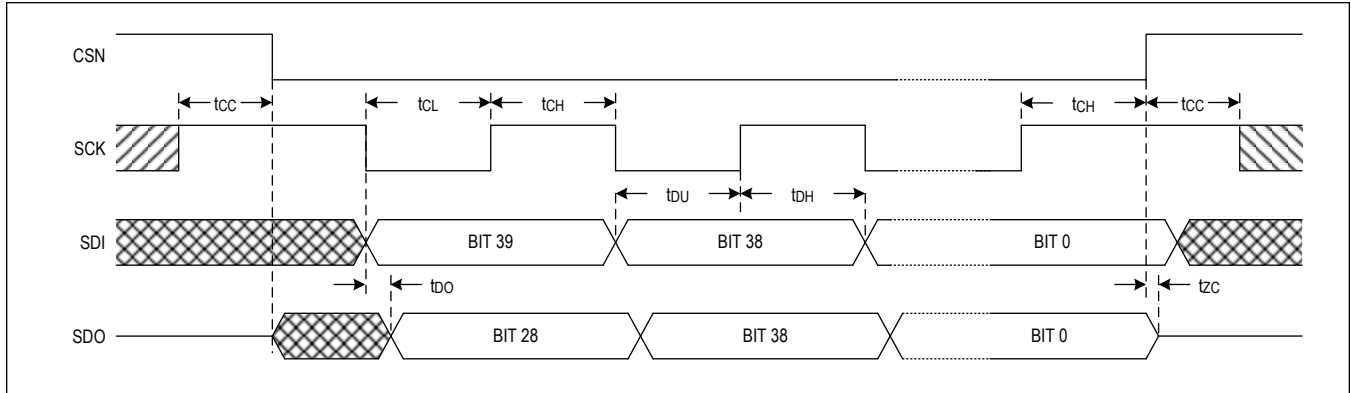 CSN
tCC tCL tCH tCH tCC
SCK
tDU tDH
SDI BIT 39 BIT 38 BIT 0
tDO tZC
SDO BIT 28 BIT 38 BIT 0